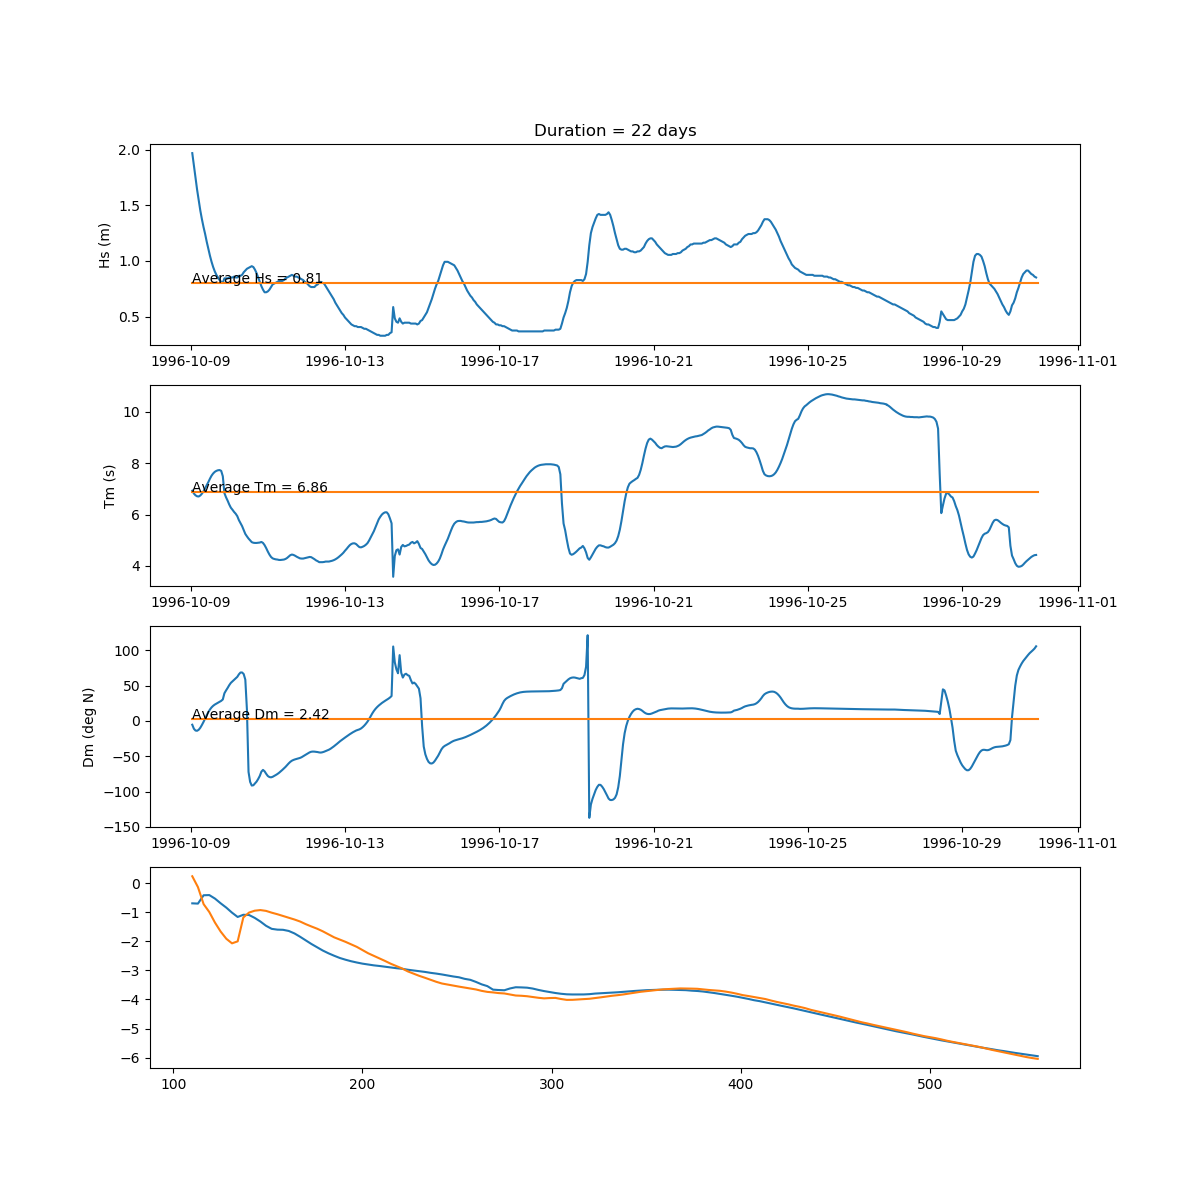 Duration = 22 days
2.0
1.5
1.0
0.5
Hs (m)
Average Hs = 0.81
1996-10-09 1996-10-13 1996-10-17 1996-10-21 1996-10-25 1996-10-29 1996-11-01
10
8
6
4
Tm (s)
Average Tm = 6.86
1996-10-09 1996-10-13 1996-10-17 1996-10-21 1996-10-25 1996-10-29 1996-11-01
100
50
0
−50
−100
−150
Dm (deg N)
Average Dm = 2.42
1996-10-09 1996-10-13 1996-10-17 1996-10-21 1996-10-25 1996-10-29 1996-11-01
0
−1
−2
−3
−4
−5
−6
100 200 300 400 500